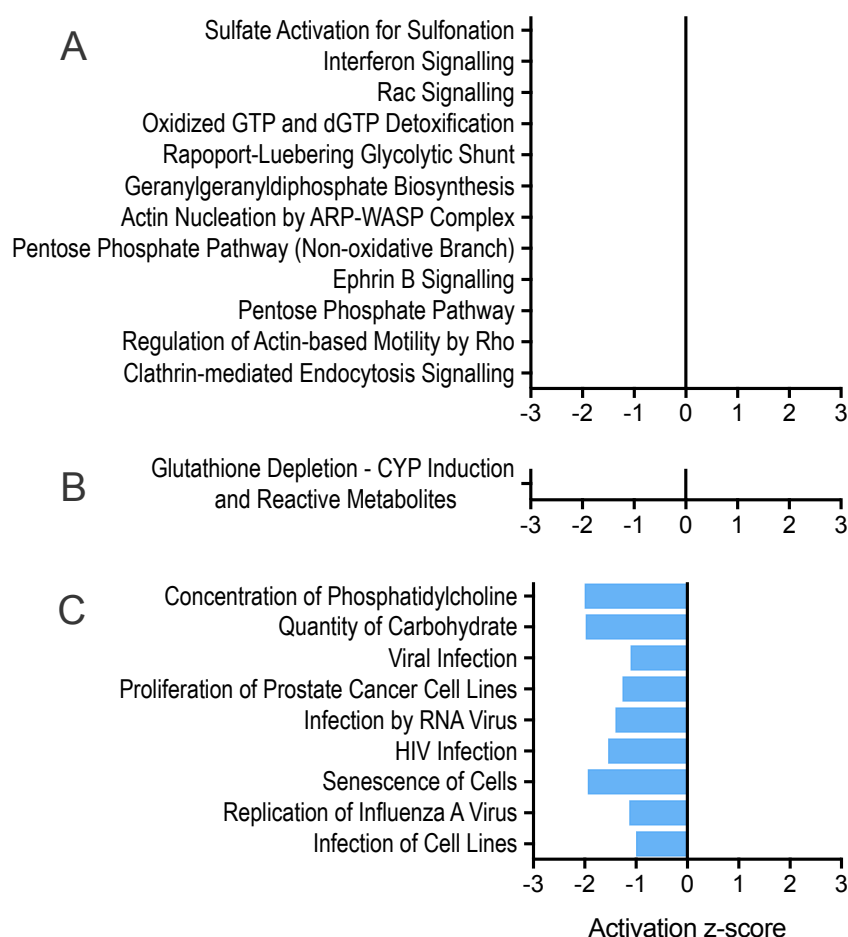 A
Sulfate Activation for Sulfonation
Interferon Signalling
Rac Signalling
Oxidized GTP and dGTP Detoxification
Rapoport-Luebering Glycolytic Shunt
Geranylgeranyldiphosphate Biosynthesis
Actin Nucleation by ARP-WASP Complex
Pentose Phosphate Pathway (Non-oxidative Branch)
Ephrin B Signalling
Pentose Phosphate Pathway
Regulation of Actin-based Motility by Rho
Clathrin-mediated Endocytosis Signalling
-3 -2 -1 0 1 2 3
B
Glutathione Depletion - CYP Induction
and Reactive Metabolites
-3 -2 -1 0 1 2 3
C
Concentration of Phosphatidylcholine
Quantity of Carbohydrate
Viral Infection
Proliferation of Prostate Cancer Cell Lines
Infection by RNA Virus
HIV Infection
Senescence of Cells
Replication of Influenza A Virus
Infection of Cell Lines
-3 -2 -1 0 1 2 3
Activation z-score